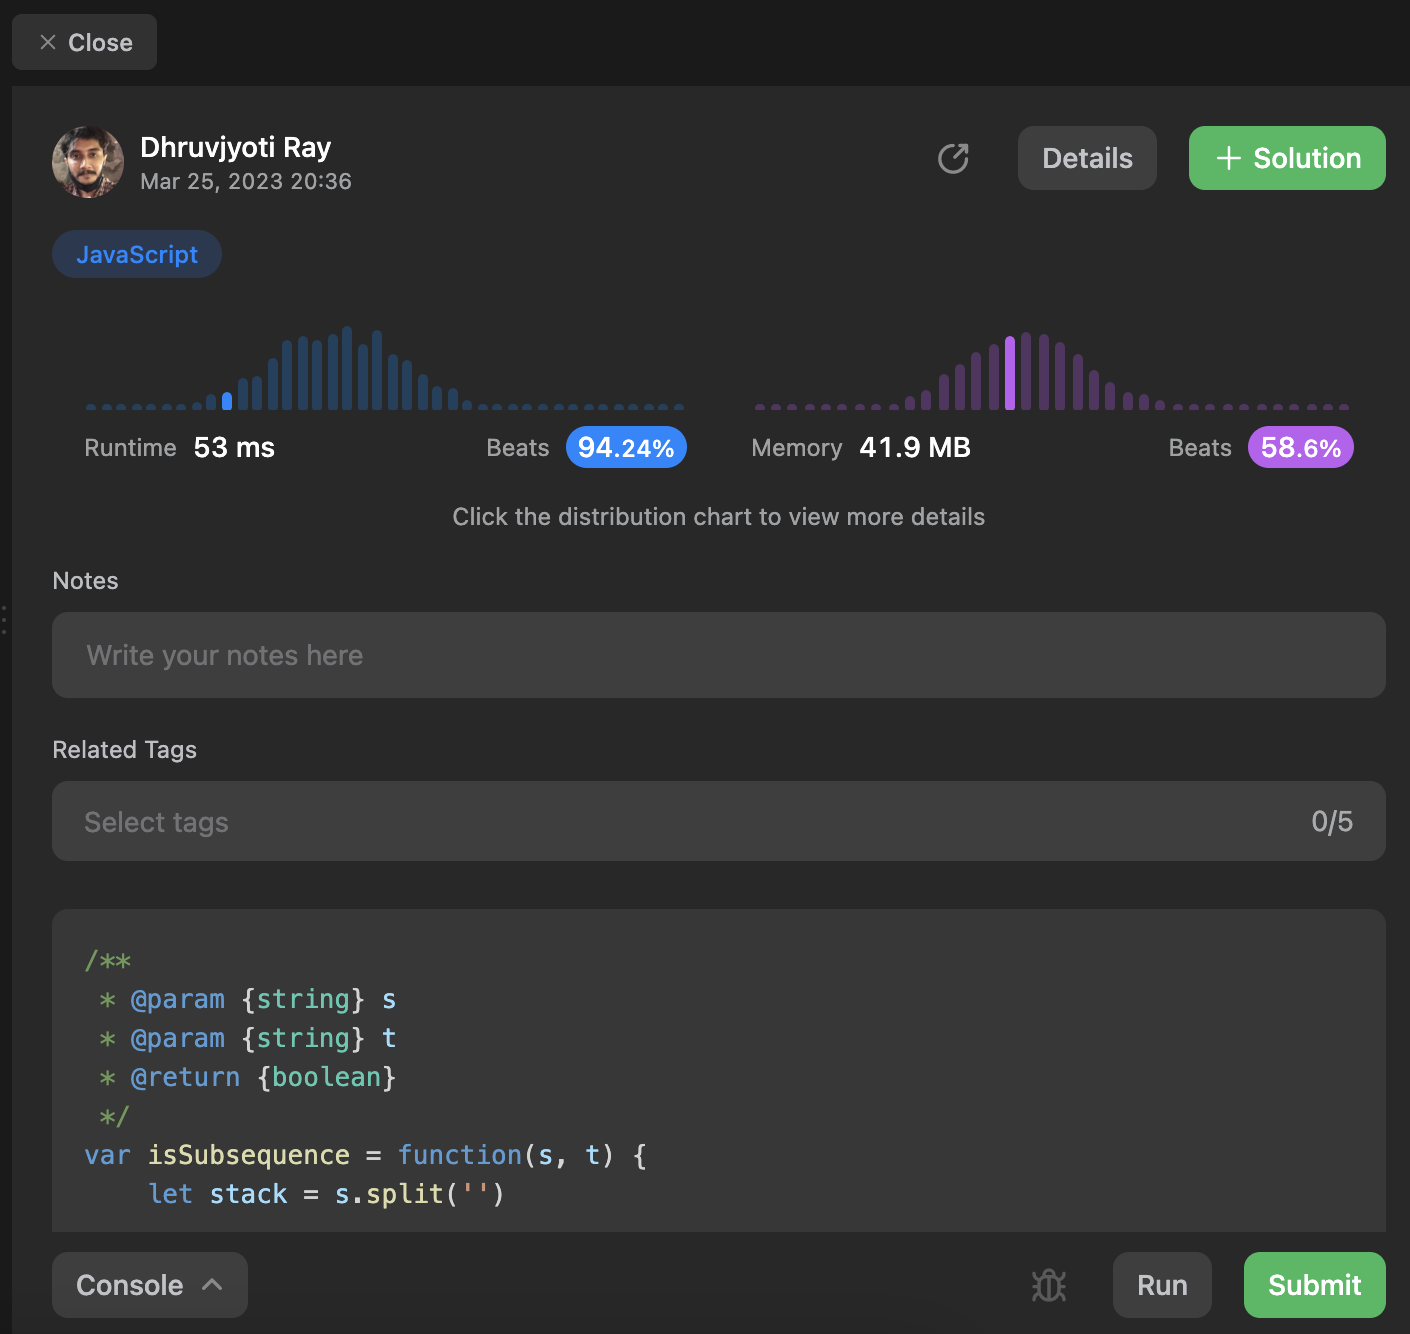 Close
Dhruvjyoti Ray
Mar 25, 2023 20:36
Details
+ Solution
JavaScript
Runtime 53 ms Beats 94.24% Memory 41.9 MB Beats 58.6%
Click the distribution chart to view more details
Notes
Write your notes here
Related Tags
Select tags 0/5
/**
 * @param {string} s
 * @param {string} t
 * @return {boolean}
 */
var isSubsequence = function(s, t) {
    let stack = s.split('')
Console Run Submit